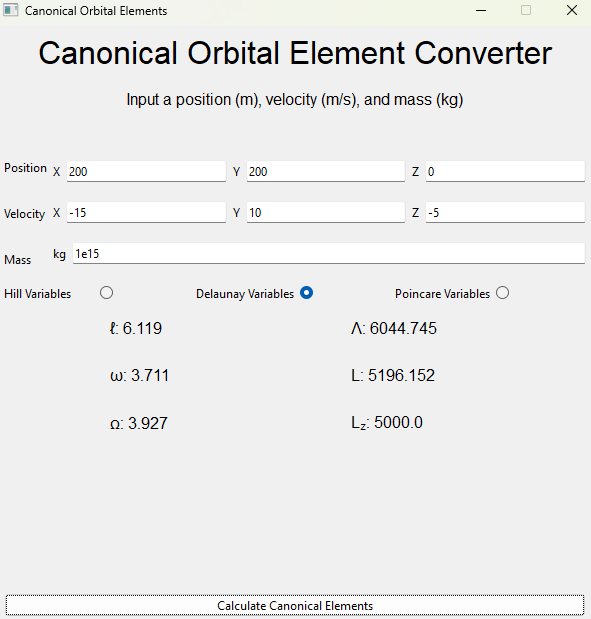 Canonical Orbital Elements
Canonical Orbital Element Converter
Input a position (m), velocity (m/s), and mass (kg)
Position X 200 Y 200 Z 0
Velocity X -15 Y 10 Z -5
Mass kg 1e15
Hill Variables Delaunay Variables Poincare Variables
ℓ: 6.119 Λ: 6044.745
ω: 3.711 L: 5196.152
Ω: 3.927 L_z: 5000.0
Calculate Canonical Elements